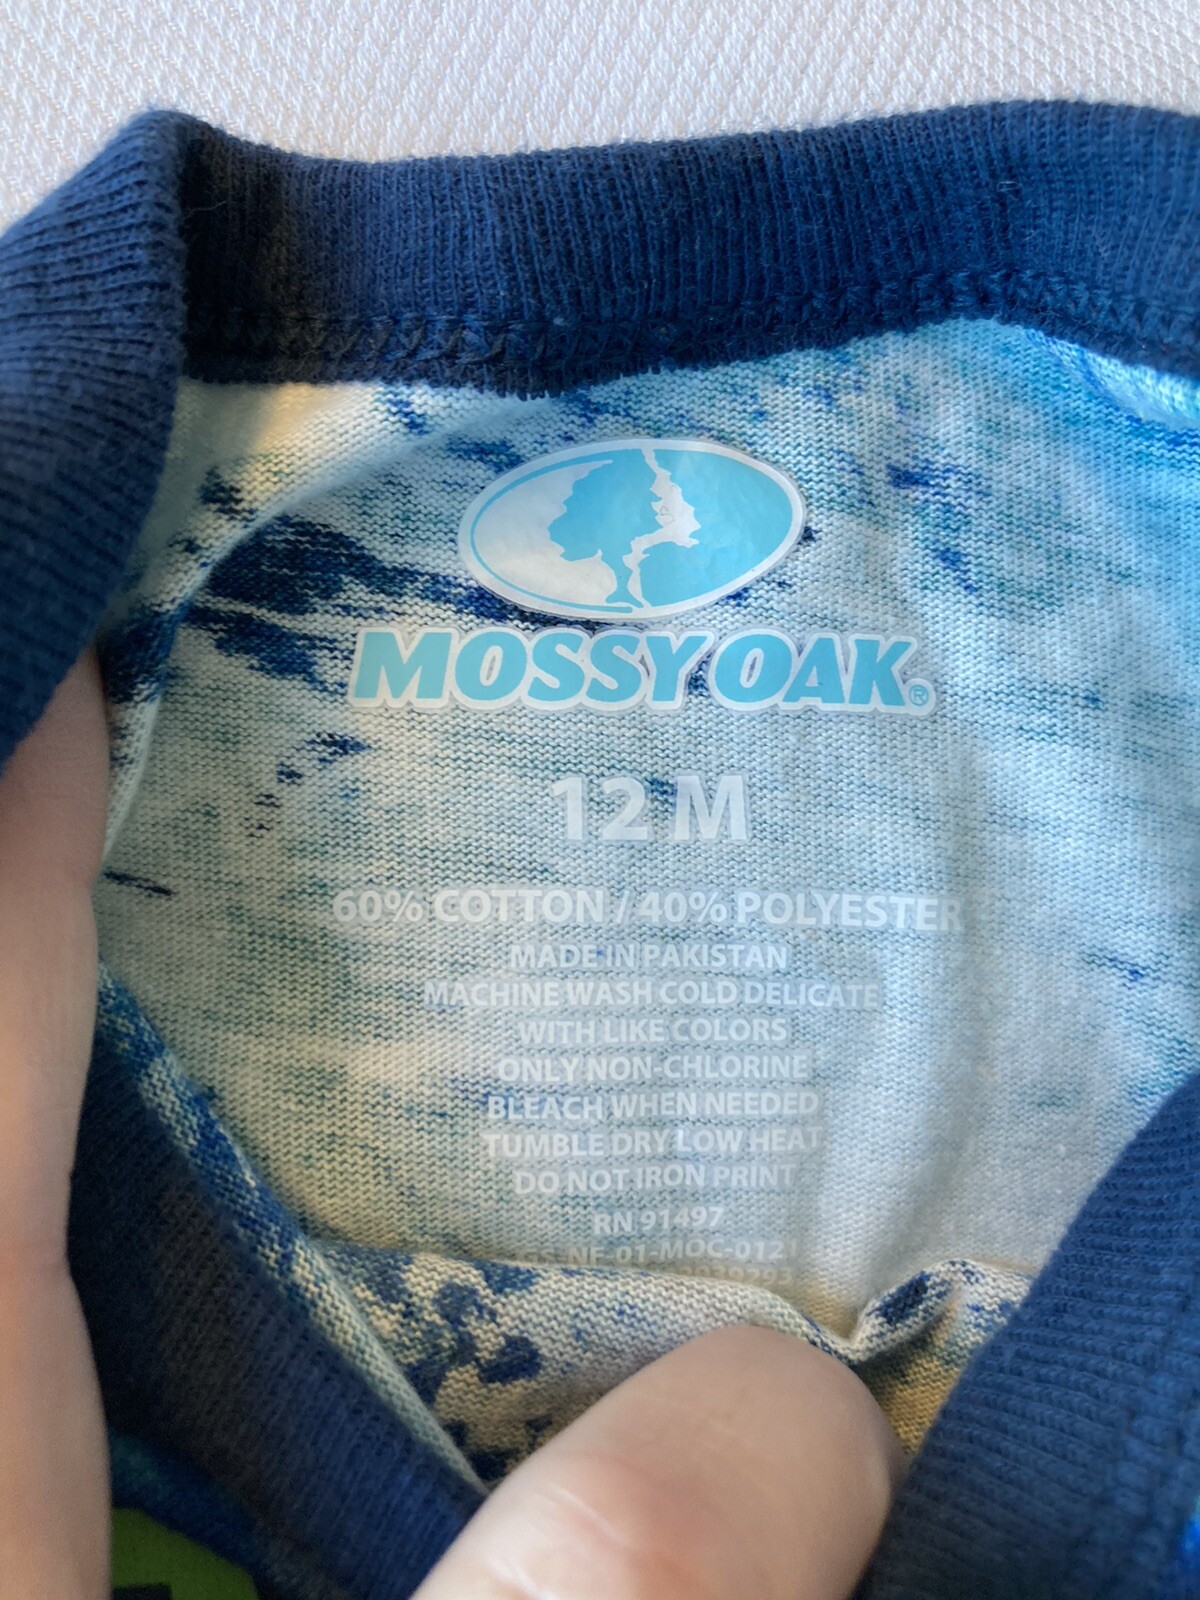 MOSSY OAK®
12 M
60% COTTON / 40% POLYESTER
MADE IN PAKISTAN
MACHINE WASH COLD DELICATE
WITH LIKE COLORS
ONLY NON-CHLORINE
BLEACH WHEN NEEDED
TUMBLE DRY LOW HEAT
DO NOT IRON PRINT
RN 91497